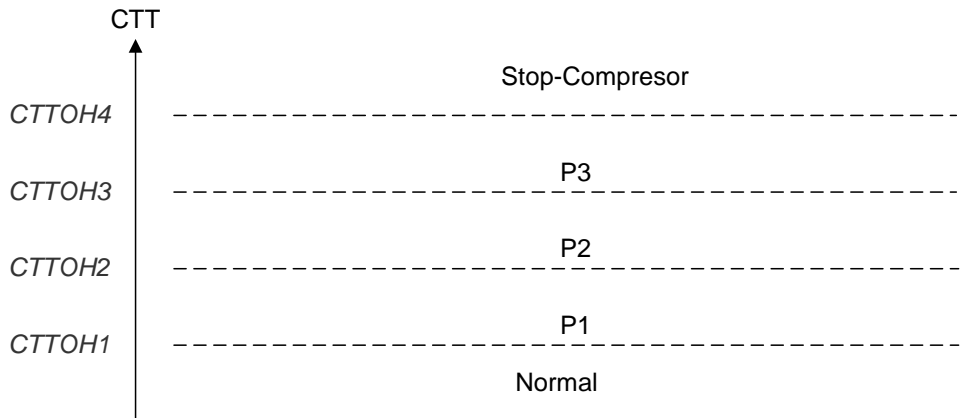 CTT
Stop-Compresor
CTTOH4
P3
CTTOH3
P2
CTTOH2
P1
CTTOH1
Normal